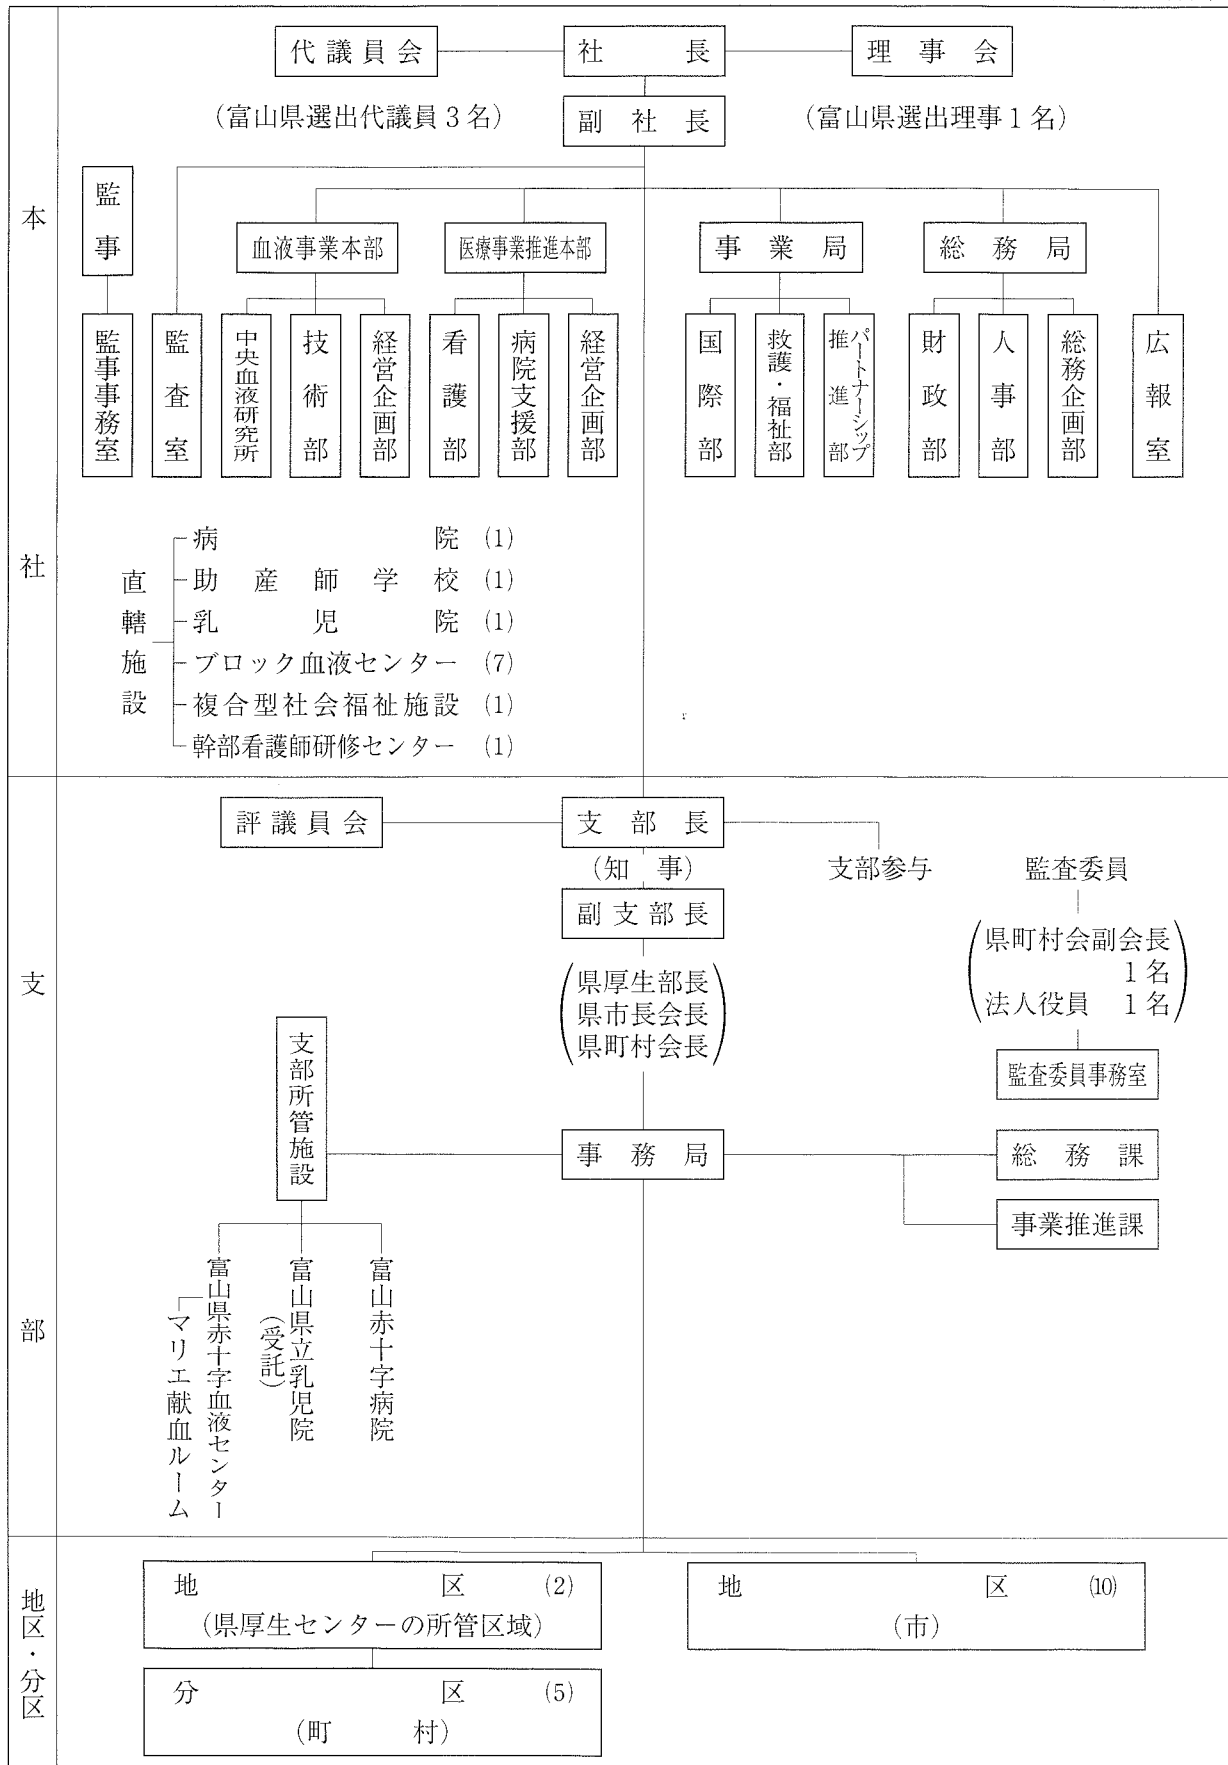 代議員会
社長
理事会
(富山県選出代議員3名)
副社長
(富山県選出理事1名)
本社
監事
血液事業本部
医療事業推進本部
事業局
総務局
監事事務室
監査室
中央血液研究所
技術部
経営企画部
看護部
病院支援部
経営企画部
国際部
救護・福祉部
パートナーシップ
推進部
財政部
人事部
総務企画部
広報室
直轄施設
病院 (1)
助産師学校 (1)
乳児院 (1)
ブロック血液センター (7)
複合型社会福祉施設 (1)
幹部看護師研修センター (1)
支部
評議員会
支部長
(知事)
支部参与
監査委員
副支部長
(県町村会副会長
1名
法人役員 1名)
(県厚生部長
県市長会長
県町村会長)
監査委員事務室
支部所管施設
事務局
総務課
事業推進課
富山赤十字病院
富山県立乳児院
(受託)
富山県赤十字血液センター
マリエ献血ルーム
地区・分区
地区 (2)
(県厚生センターの所管区域)
地区 (10)
(市)
分区 (5)
(町村)